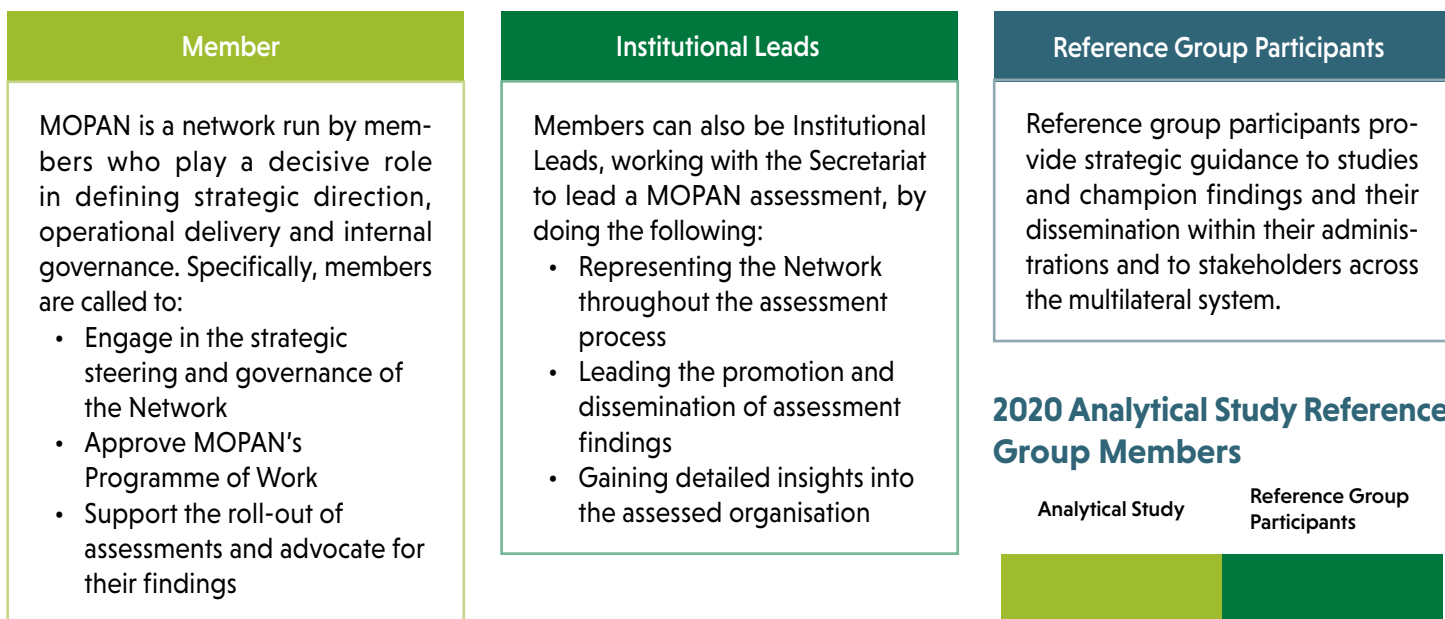 Member
MOPAN is a network run by mem-
bers who play a decisive role
in defining strategic direction,
operational delivery and internal
governance. Specifically, members
are called to:
• Engage in the strategic
steering and governance of
the Network
• Approve MOPAN's
Programme of Work
• Support the roll-out of
assessments and advocate for
their findings
Institutional Leads
Members can also be Institutional
Leads, working with the Secretariat
to lead a MOPAN assessment, by
doing the following:
• Representing the Network
throughout the assessment
process
• Leading the promotion and
dissemination of assessment
findings
• Gaining detailed insights into
the assessed organisation
Reference Group Participants
Reference group participants pro-
vide strategic guidance to studies
and champion findings and their
dissemination within their adminis-
trations and to stakeholders across
the multilateral system.
2020 Analytical Study Reference
Group Members
Analytical Study
Reference Group
Participants